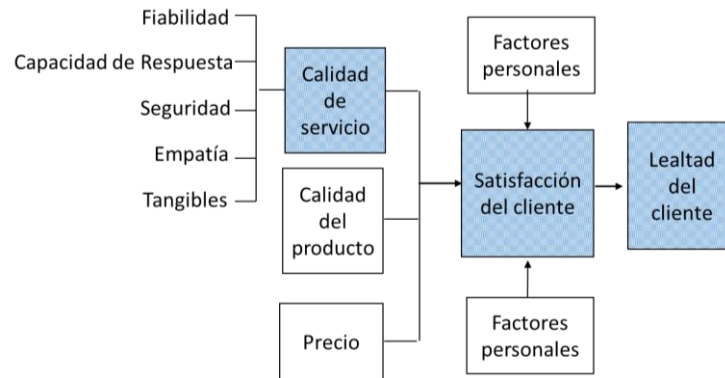 Fiabilidad
Capacidad de Respuesta
Seguridad
Empatía
Tangibles
Calidad
de
servicio
Calidad
del
producto
Precio
Factores
personales
Satisfacción
del cliente
Factores
personales
Lealtad
del
cliente